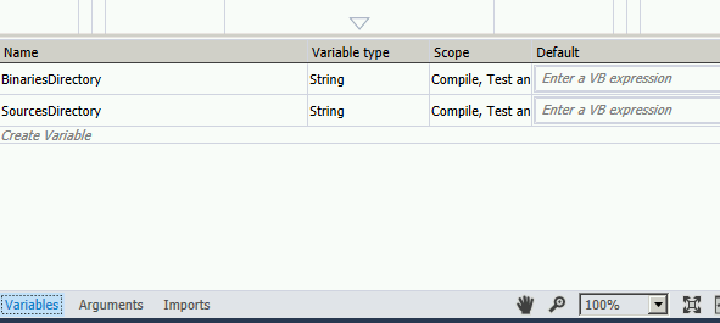 Name Variable type Scope Default
BinariesDirectory String Compile, Test an Enter a VB expression
SourcesDirectory String Compile, Test an Enter a VB expression
Create Variable
Variables Arguments Imports 100%